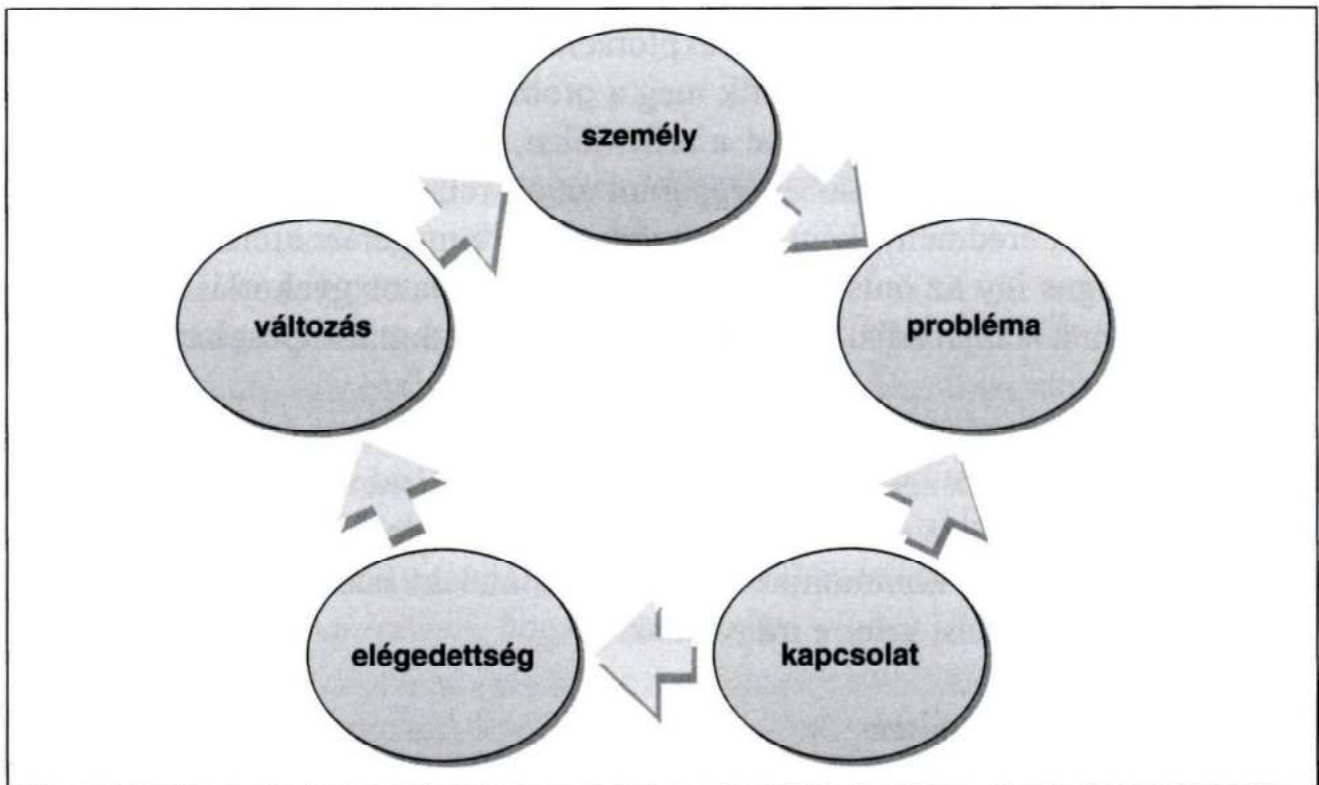 személy
probléma
kapcsolat
elégedettség
változás